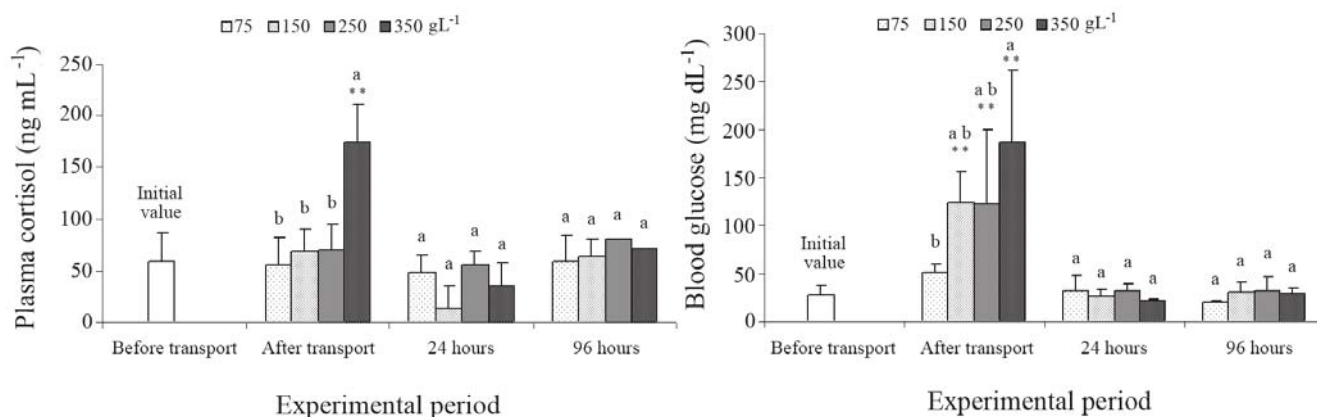 75 150 250 350 gL⁻¹
Plasma cortisol (ng mL⁻¹)
250
200
150
100
50
0
Initial
value
b b b a
**
a a a a
a a a a
Before transport After transport 24 hours 96 hours
Experimental period
75 150 250 350 gL⁻¹
Blood glucose (mg dL⁻¹)
300
250
200
150
100
50
0
Initial
value
b
a b
**
a b
**
a
**
a a a a
a a a a
Before transport After transport 24 hours 96 hours
Experimental period